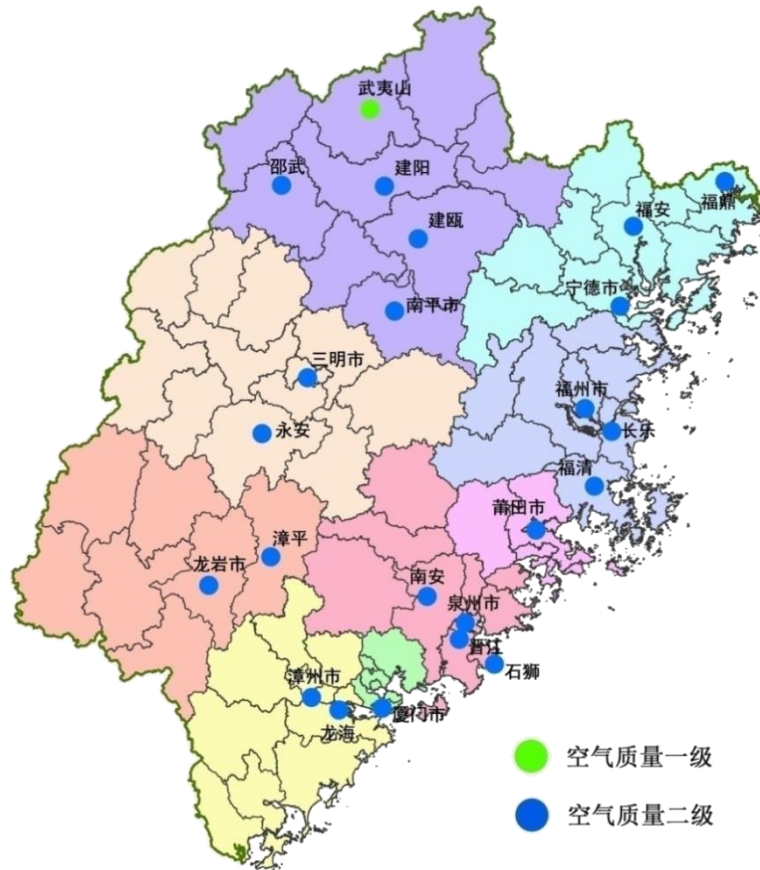 武夷山
邵武
建阳
福鼎
福安
建瓯
宁德市
南平市
三明市
福州市
永安
长乐
福清
莆田市
漳平
龙岩市
南安
泉州市
晋江
石狮
漳州市
厦门市
龙海
空气质量一级
空气质量二级